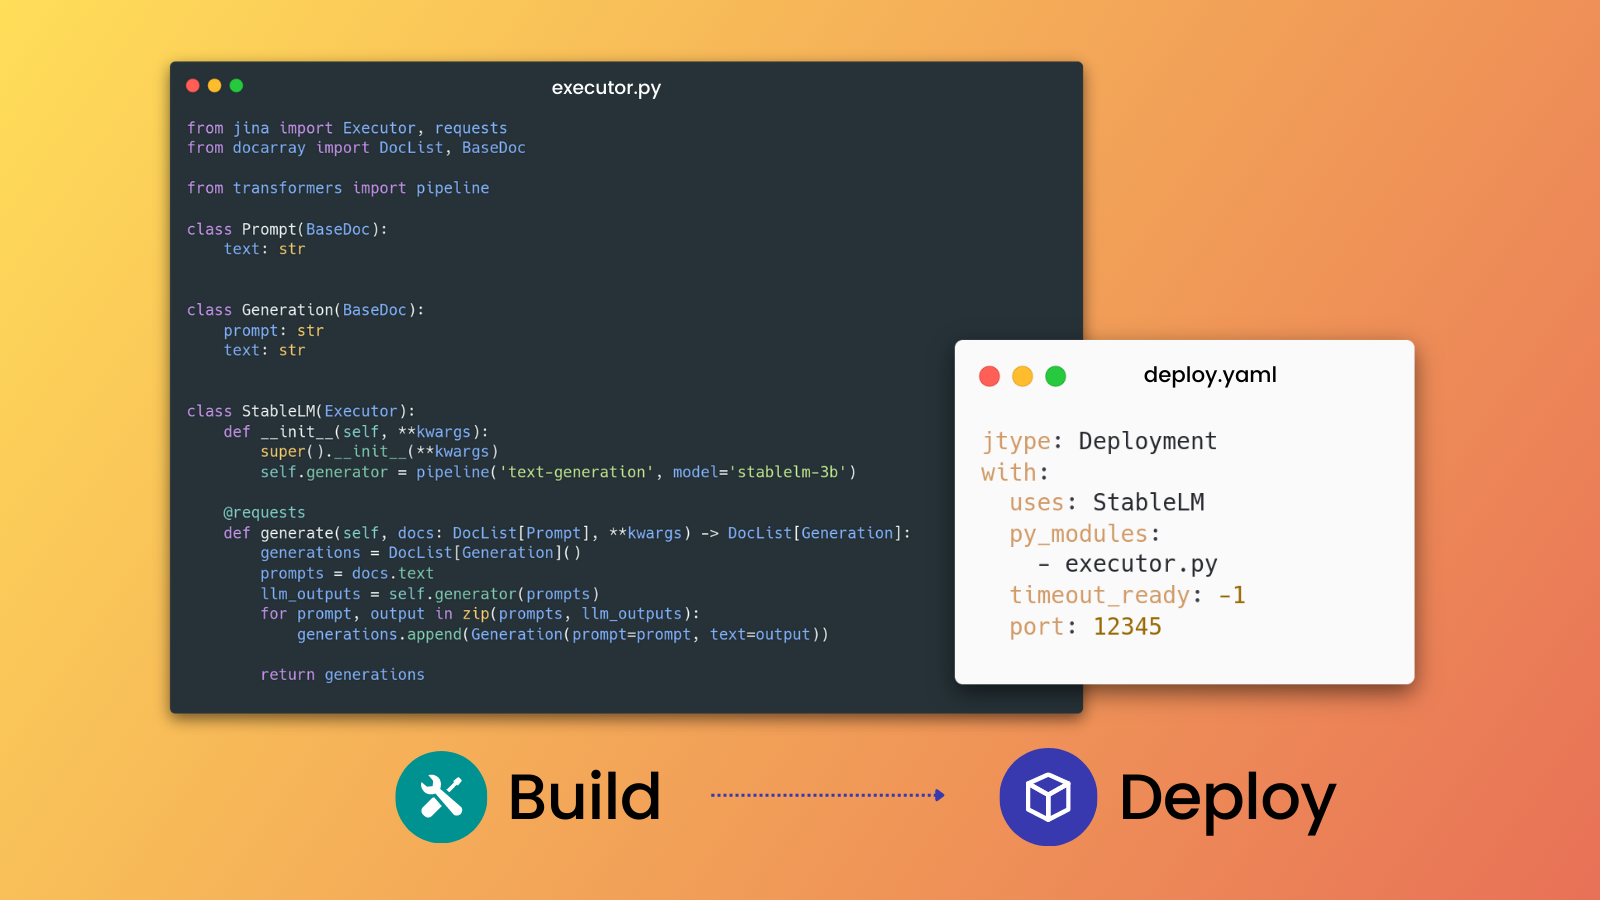 executor.py
from jina import Executor, requests
from docarray import DocList, BaseDoc
from transformers import pipeline
class Prompt(BaseDoc):
    text: str
class Generation(BaseDoc):
    prompt: str
    text: str
class StableLM(Executor):
    def __init__(self, **kwargs):
        super().__init__(**kwargs)
        self.generator = pipeline('text-generation', model='stablelm-3b')
    @requests
    def generate(self, docs: DocList[Prompt], **kwargs) -> DocList[Generation]:
        generations = DocList[Generation]()
        prompts = docs.text
        llm_outputs = self.generator(prompts)
        for prompt, output in zip(prompts, llm_outputs):
            generations.append(Generation(prompt=prompt, text=output))
        return generations
deploy.yaml
jtype: Deployment
with:
  uses: StableLM
  py_modules:
    - executor.py
  timeout_ready: -1
  port: 12345
Build
Deploy